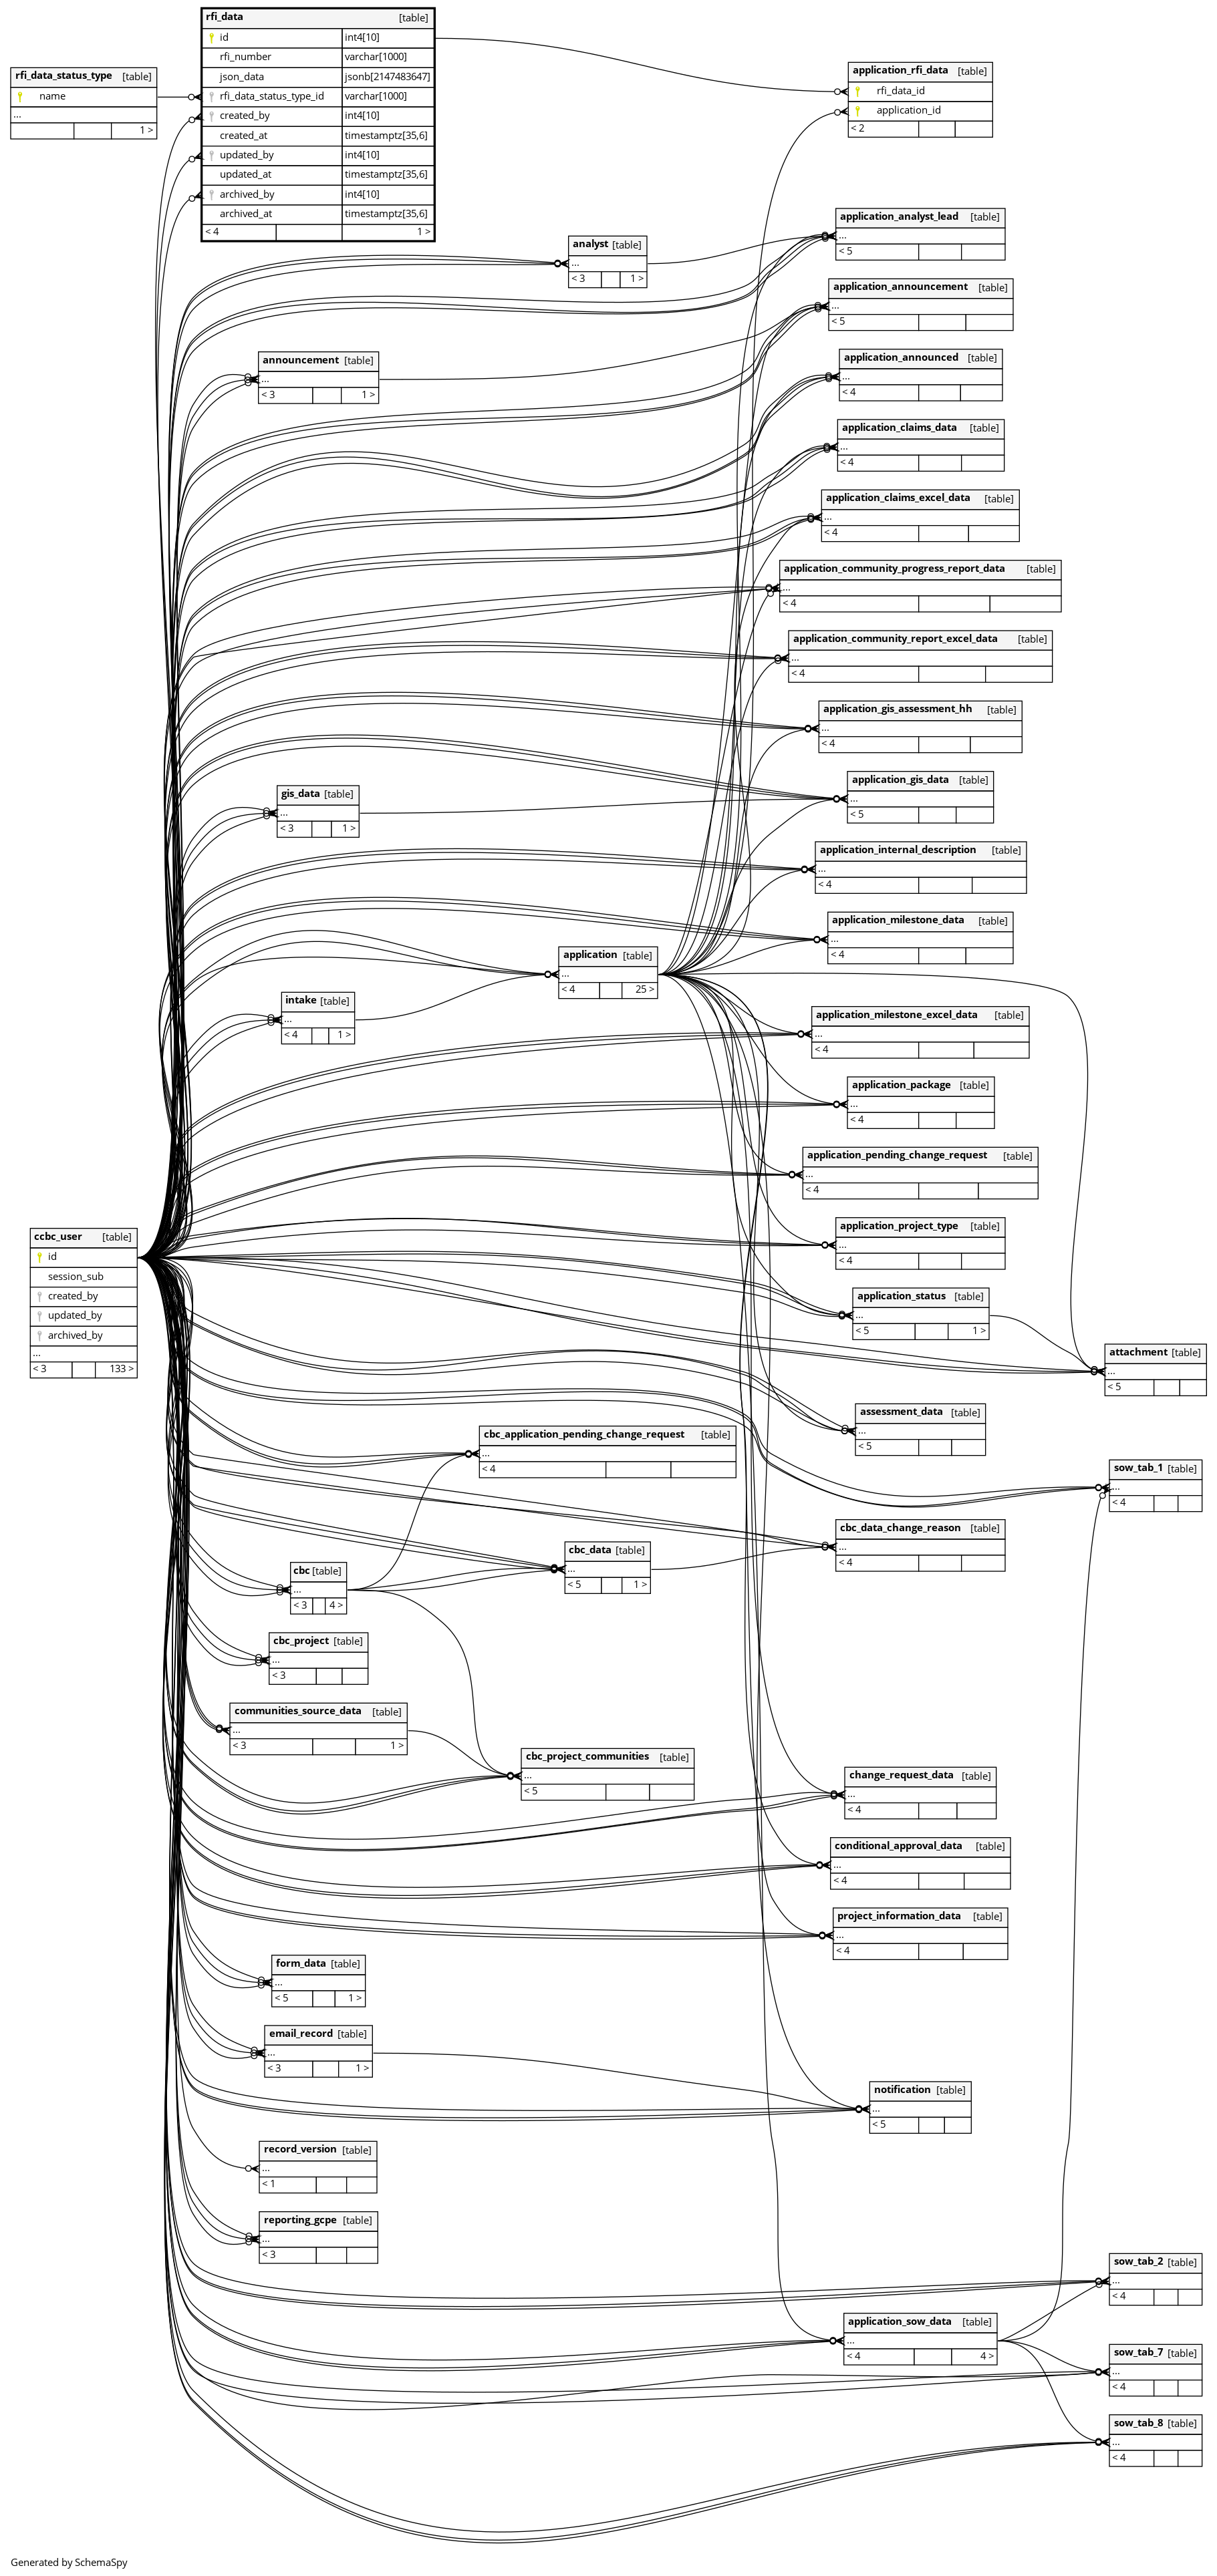 rfi_data [table]
id int4[10]
rfi_number varchar[1000]
json_data jsonb[2147483647]
rfi_data_status_type_id varchar[1000]
created_by int4[10]
created_at timestamptz[35,6]
updated_by int4[10]
updated_at timestamptz[35,6]
archived_by int4[10]
archived_at timestamptz[35,6]
< 4 1 >
rfi_data_status_type [table]
name
...
1 >
application_rfi_data [table]
rfi_data_id
application_id
< 2
application_analyst_lead [table]
...
< 5
analyst [table]
...
< 3 1 >
application_announcement [table]
...
< 5
announcement [table]
...
< 3 1 >
application_announced [table]
...
< 4
application_claims_data [table]
...
< 4
application_claims_excel_data [table]
...
< 4
application_community_progress_report_data [table]
...
< 4
application_community_report_excel_data [table]
...
< 4
application_gis_assessment_hh [table]
...
< 4
application_gis_data [table]
...
< 5
gis_data [table]
...
< 3 1 >
application_internal_description [table]
...
< 4
application_milestone_data [table]
...
< 4
application [table]
...
< 4 25 >
intake [table]
...
< 4 1 >
application_milestone_excel_data [table]
...
< 4
application_package [table]
...
< 4
application_pending_change_request [table]
...
< 4
application_project_type [table]
...
< 4
ccbc_user [table]
id
session_sub
created_by
updated_by
archived_by
...
< 3 133 >
application_status [table]
...
< 5 1 >
attachment [table]
...
< 5
assessment_data [table]
...
< 5
cbc_application_pending_change_request [table]
...
< 4
sow_tab_1 [table]
...
< 4
cbc_data_change_reason [table]
...
< 4
cbc_data [table]
...
< 5 1 >
cbc [table]
...
< 3 4 >
cbc_project [table]
...
< 3
communities_source_data [table]
...
< 3 1 >
cbc_project_communities [table]
...
< 5
change_request_data [table]
...
< 4
conditional_approval_data [table]
...
< 4
project_information_data [table]
...
< 4
form_data [table]
...
< 5 1 >
email_record [table]
...
< 3 1 >
notification [table]
...
< 5
record_version [table]
...
< 1
reporting_gcpe [table]
...
< 3
sow_tab_2 [table]
...
< 4
application_sow_data [table]
...
< 4 4 >
sow_tab_7 [table]
...
< 4
sow_tab_8 [table]
...
< 4
Generated by SchemaSpy